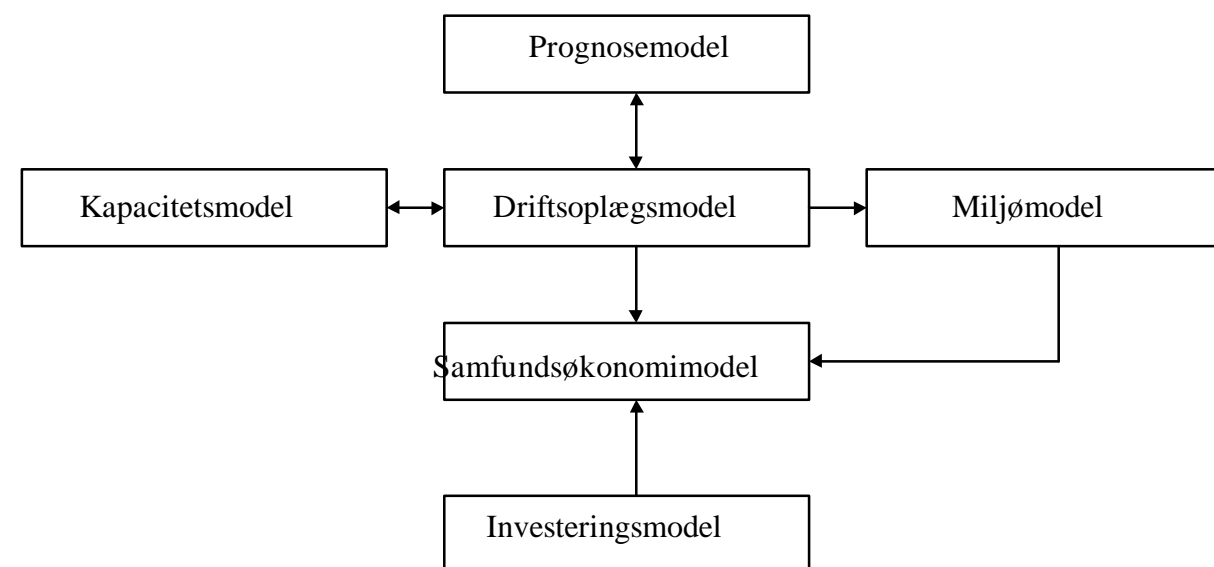 Prognosemodel
Kapacitetsmodel
Driftsoplægsmodel
Miljømodel
Samfundsøkonomimodel
Investeringsmodel